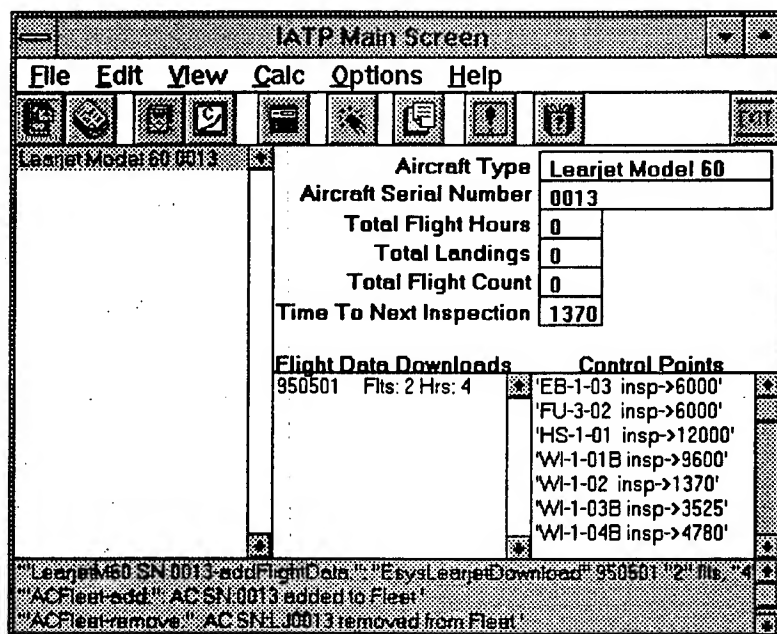 IATP Main Screen
File Edit View Calc Options Help
EXIT
Learjet Model 60 0013
Aircraft Type Learjet Model 60
Aircraft Serial Number 0013
Total Flight Hours 0
Total Landings 0
Total Flight Count 0
Time To Next Inspection 1370
Flight Data Downloads
950501 Flts: 2 Hrs: 4
Control Points
'EB-1-03 insp->6000'
'FU-3-02 insp->6000'
'HS-1-01 insp->12000'
'WI-1-01B insp->9600'
'WI-1-02 insp->1370'
'WI-1-03B insp->3525'
'WI-1-04B insp->4780'
'"LearjetM60 SN:0013-addFlightData:": "EsysLearjetDownload" 950501 "2" flts, "4
'"ACFleet-add:": AC SN:0013 added to Fleet'
'"ACFleet-remove:": AC SN:LJ0013 removed from Fleet'